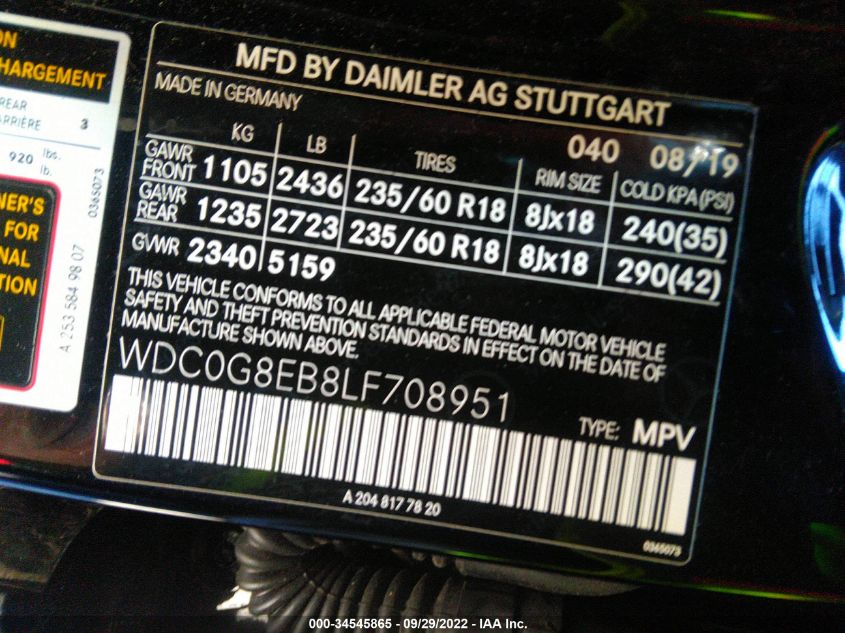 ON
CHARGEMENT
REAR
ARRIÈRE 3
920 lbs.
lb.
NER'S
FOR
NAL
TION
0365073
A 253 584 98 07
MFD BY DAIMLER AG STUTTGART
MADE IN GERMANY
040 08/19
KG LB TIRES RIM SIZE COLD KPA (PSI)
GAWR FRONT 1105 2436 235/60 R18 8Jx18 240(35)
GAWR REAR 1235 2723 235/60 R18 8Jx18 290(42)
GVWR 2340 5159
THIS VEHICLE CONFORMS TO ALL APPLICABLE FEDERAL MOTOR VEHICLE
SAFETY AND THEFT PREVENTION STANDARDS IN EFFECT ON THE DATE OF
MANUFACTURE SHOWN ABOVE.
WDC0G8EB8LF708951
TYPE: MPV
A 204 817 78 20
0365073
000-34545865 - 09/29/2022 - IAA Inc.